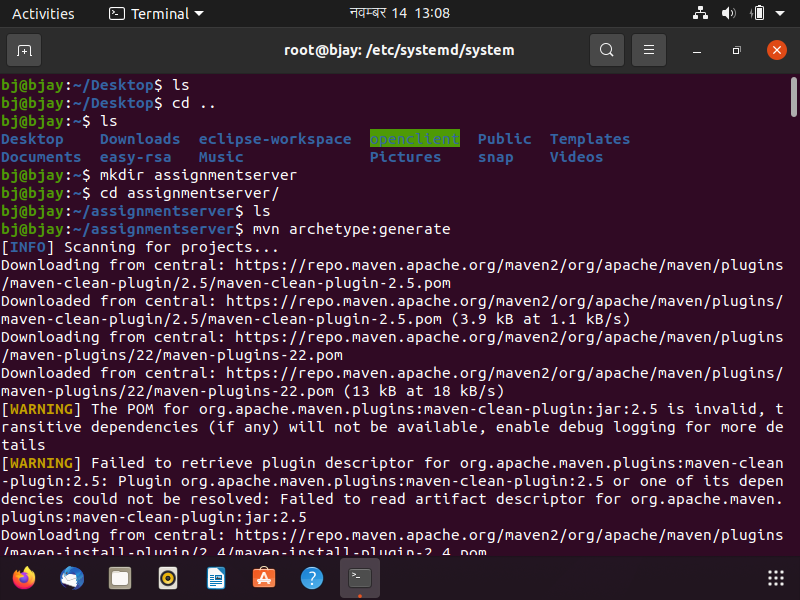 Activities Terminal नवम्बर 14 13:08
root@bjay: /etc/systemd/system
bj@bjay:~/Desktop$ ls
bj@bjay:~/Desktop$ cd ..
bj@bjay:~$ ls
Desktop Downloads eclipse-workspace openclient Public Templates
Documents easy-rsa Music Pictures snap Videos
bj@bjay:~$ mkdir assignmentserver
bj@bjay:~$ cd assignmentserver/
bj@bjay:~/assignmentserver$ ls
bj@bjay:~/assignmentserver$ mvn archetype:generate
[INFO] Scanning for projects...
Downloading from central: https://repo.maven.apache.org/maven2/org/apache/maven/plugins
/maven-clean-plugin/2.5/maven-clean-plugin-2.5.pom
Downloaded from central: https://repo.maven.apache.org/maven2/org/apache/maven/plugins/
maven-clean-plugin/2.5/maven-clean-plugin-2.5.pom (3.9 kB at 1.1 kB/s)
Downloading from central: https://repo.maven.apache.org/maven2/org/apache/maven/plugins
/maven-plugins/22/maven-plugins-22.pom
Downloaded from central: https://repo.maven.apache.org/maven2/org/apache/maven/plugins/
maven-plugins/22/maven-plugins-22.pom (13 kB at 18 kB/s)
[WARNING] The POM for org.apache.maven.plugins:maven-clean-plugin:jar:2.5 is invalid, t
ransitive dependencies (if any) will not be available, enable debug logging for more de
tails
[WARNING] Failed to retrieve plugin descriptor for org.apache.maven.plugins:maven-clean
-plugin:2.5: Plugin org.apache.maven.plugins:maven-clean-plugin:2.5 or one of its depen
dencies could not be resolved: Failed to read artifact descriptor for org.apache.maven.
plugins:maven-clean-plugin:jar:2.5
Downloading from central: https://repo.maven.apache.org/maven2/org/apache/maven/plugins
/maven-install-plugin/2.4/maven-install-plugin-2.4.pom